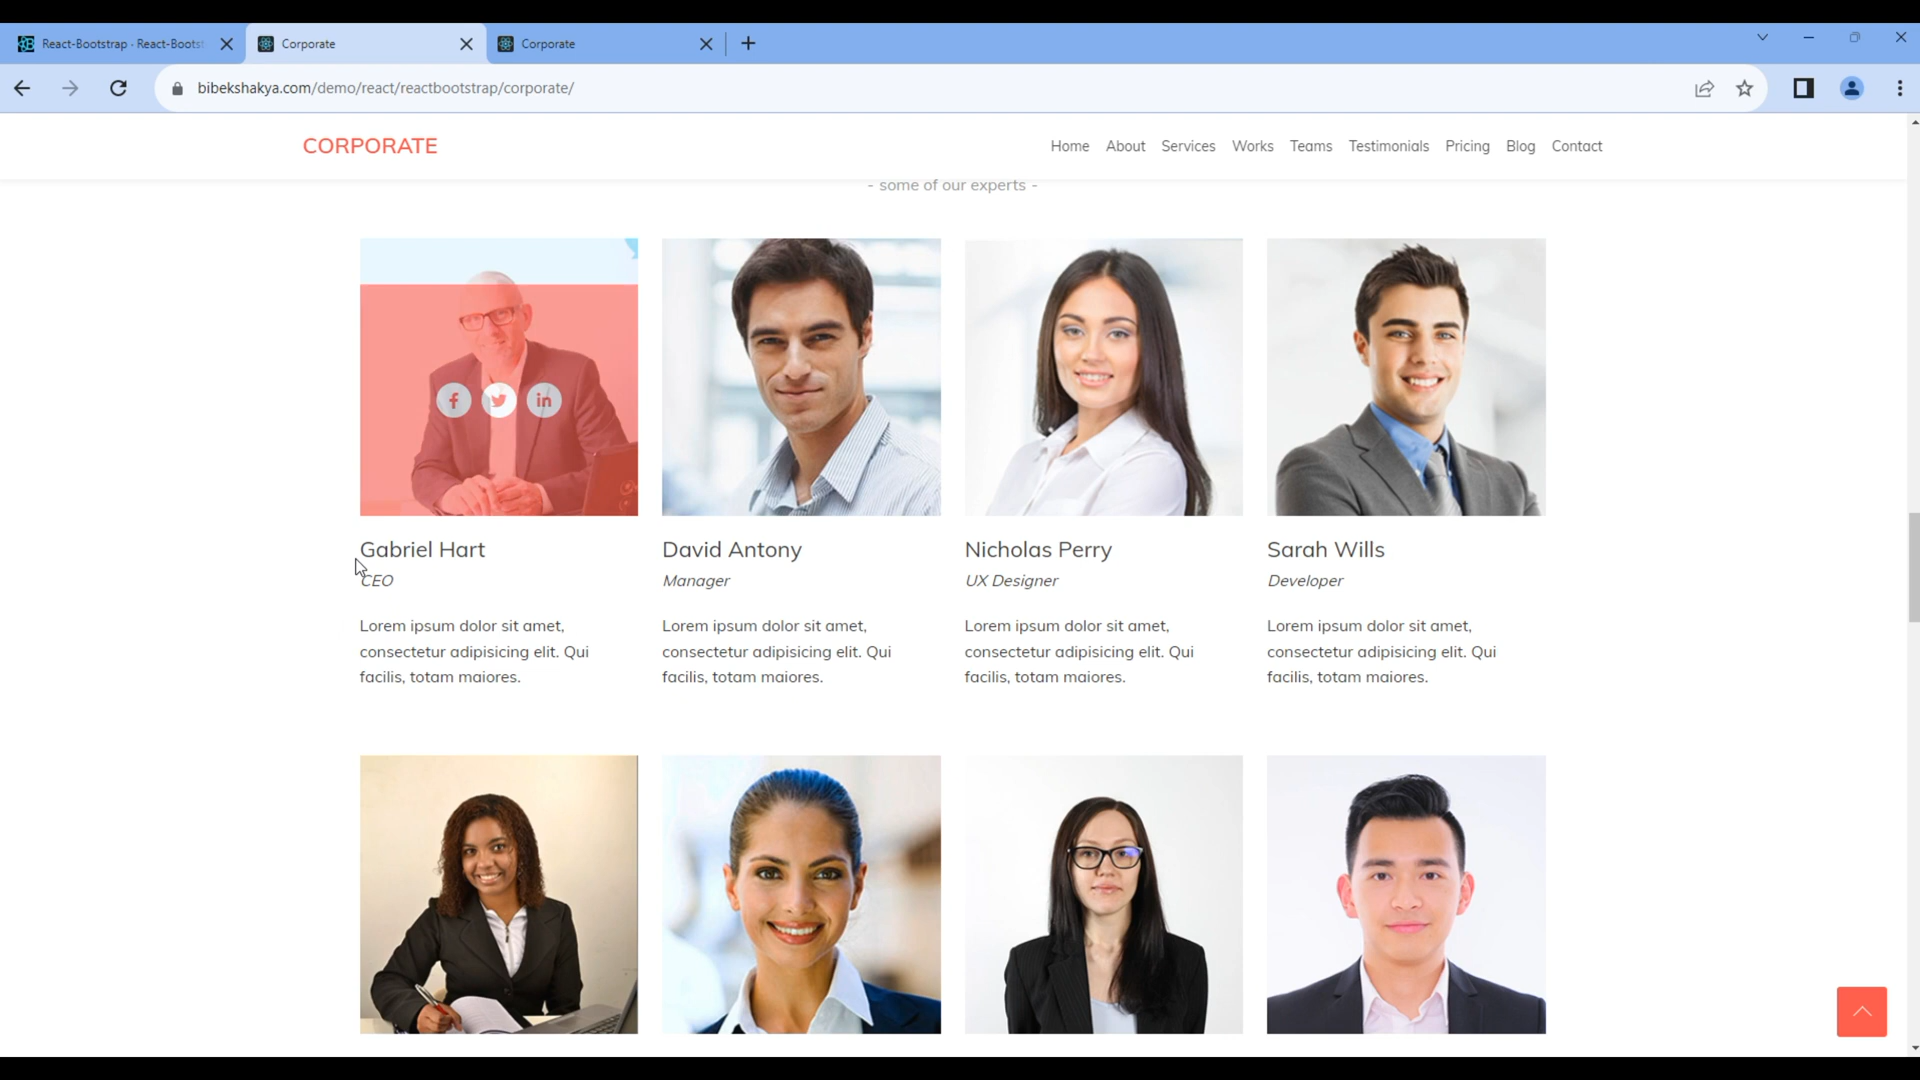 React-Bootstrap · React-Boots
Corporate
Corporate
bibekshakya.com/demo/react/reactbootstrap/corporate/
CORPORATE
Home About Services Works Teams Testimonials Pricing Blog Contact
- some of our experts -
Gabriel Hart
CEO
Lorem ipsum dolor sit amet,
consectetur adipisicing elit. Qui
facilis, totam maiores.
David Antony
Manager
Lorem ipsum dolor sit amet,
consectetur adipisicing elit. Qui
facilis, totam maiores.
Nicholas Perry
UX Designer
Lorem ipsum dolor sit amet,
consectetur adipisicing elit. Qui
facilis, totam maiores.
Sarah Wills
Developer
Lorem ipsum dolor sit amet,
consectetur adipisicing elit. Qui
facilis, totam maiores.